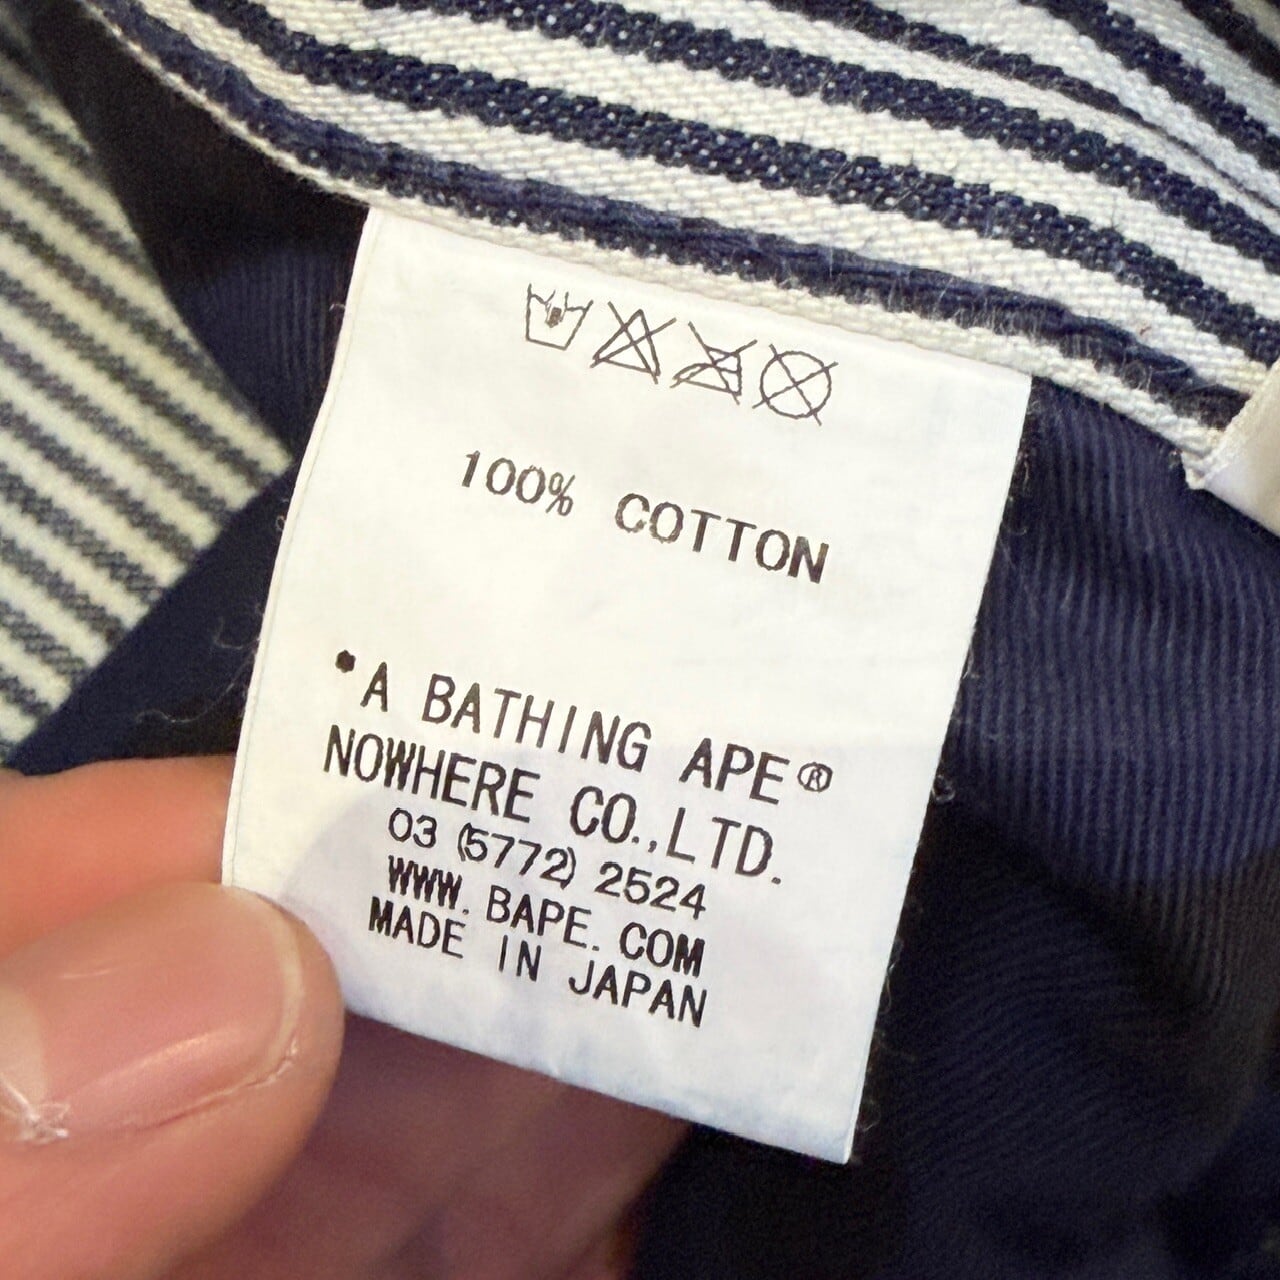 100% COTTON
•A BATHING APE®
NOWHERE CO.,LTD.
03 (5772) 2524
WWW. BAPE. COM
MADE IN JAPAN